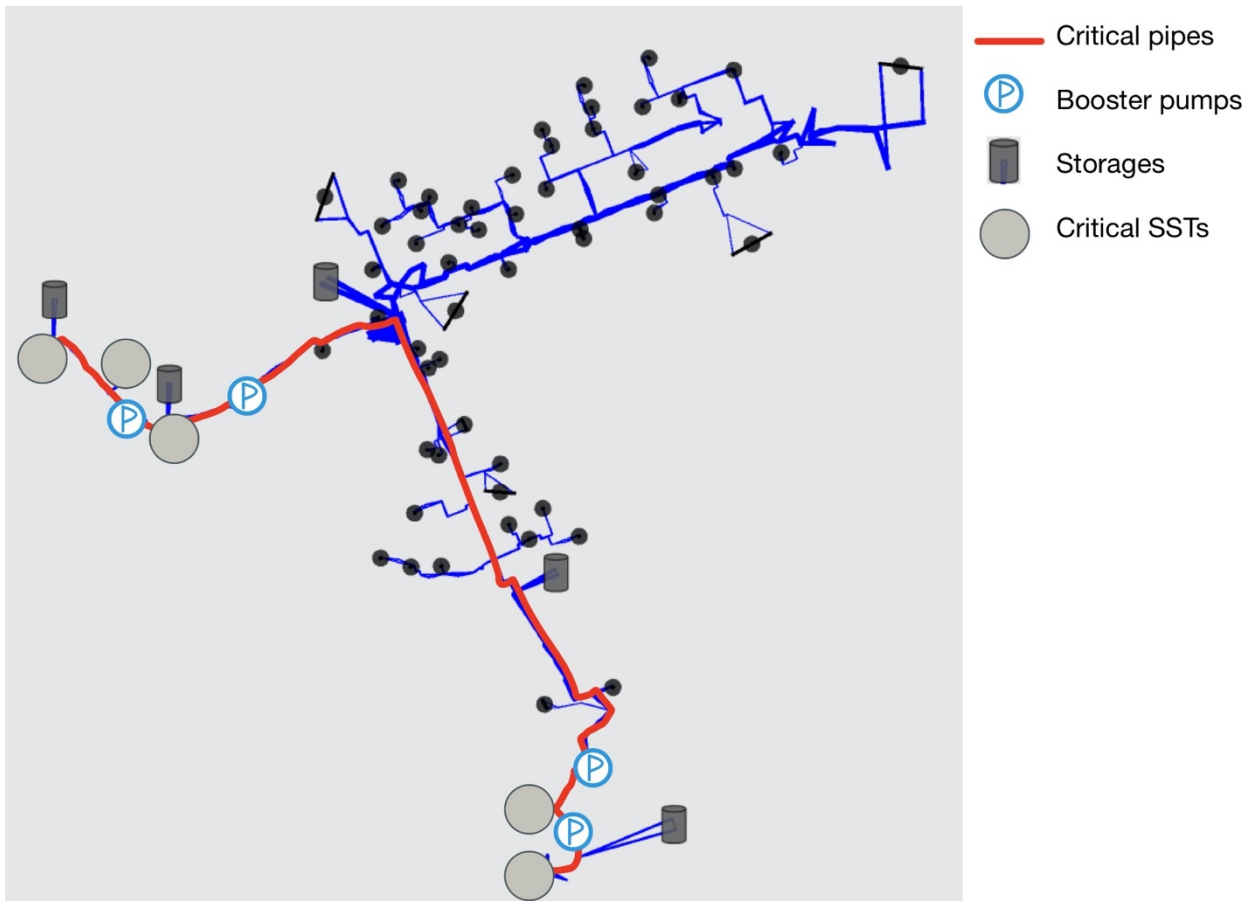 Critical pipes
P Booster pumps
Storages
Critical SSTs
P
P
P
P